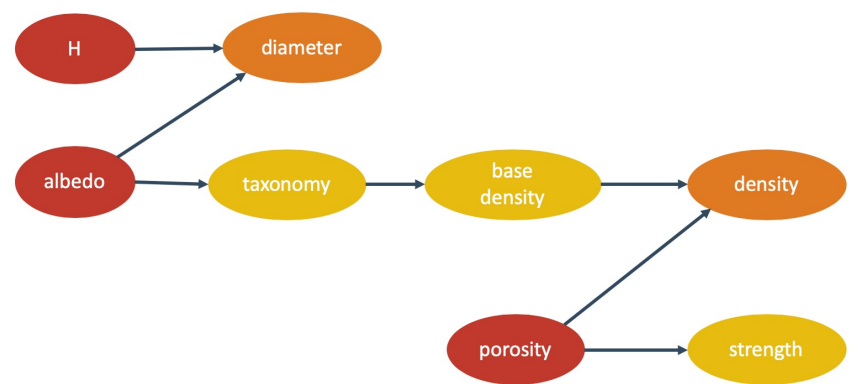 H
diameter
albedo
taxonomy
base
density
density
porosity
strength